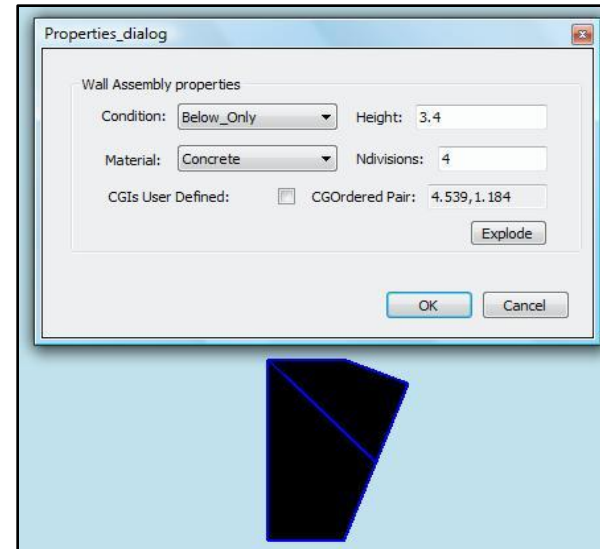 Properties_dialog
Wall Assembly properties
Condition: Below_Only Height: 3.4
Material: Concrete Ndivisions: 4
CGIs User Defined: CGOrdered Pair: 4.539,1.184
Explode
OK Cancel